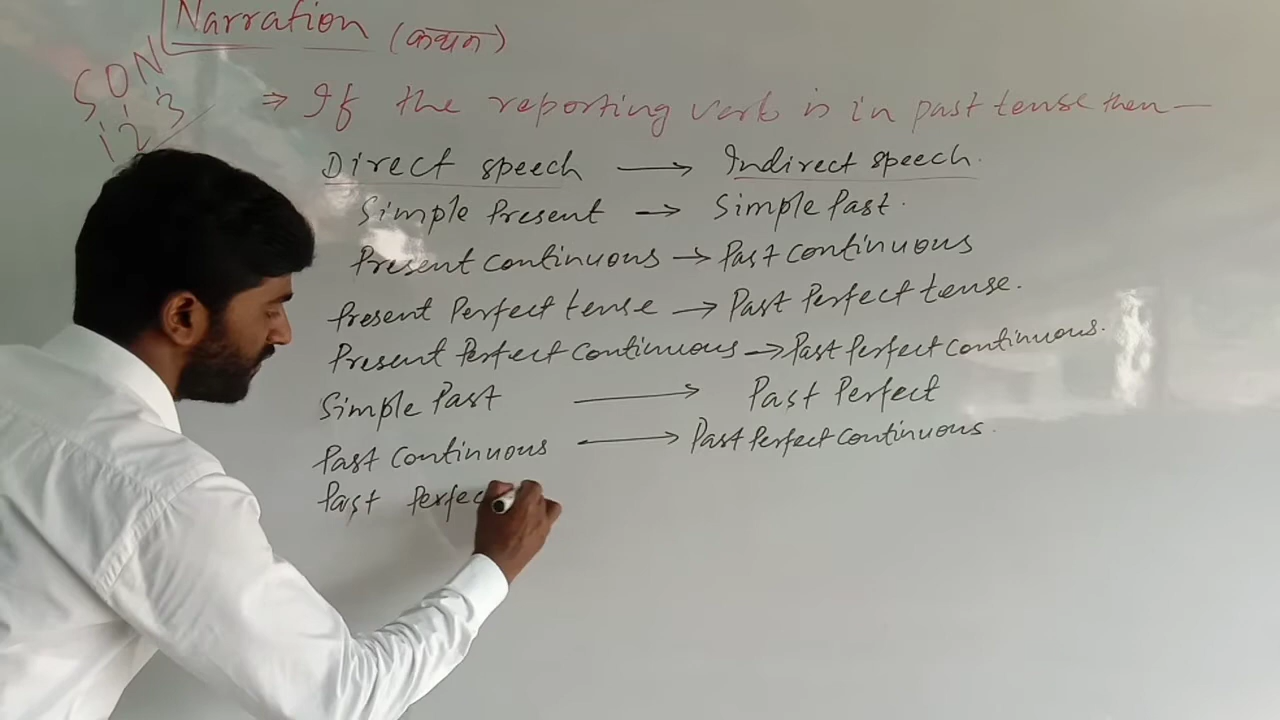 Narration (कथन)
SON
1 2 3
⇒ If the reporting verb is in past tense then —
Direct speech → Indirect speech.
Simple Present → Simple Past.
Present continuous → Past continuous
Present Perfect tense → Past Perfect tense.
Present Perfect continuous → Past Perfect continuous.
Simple Past → Past Perfect
Past continuous → Past Perfect continuous.
Past Perfec